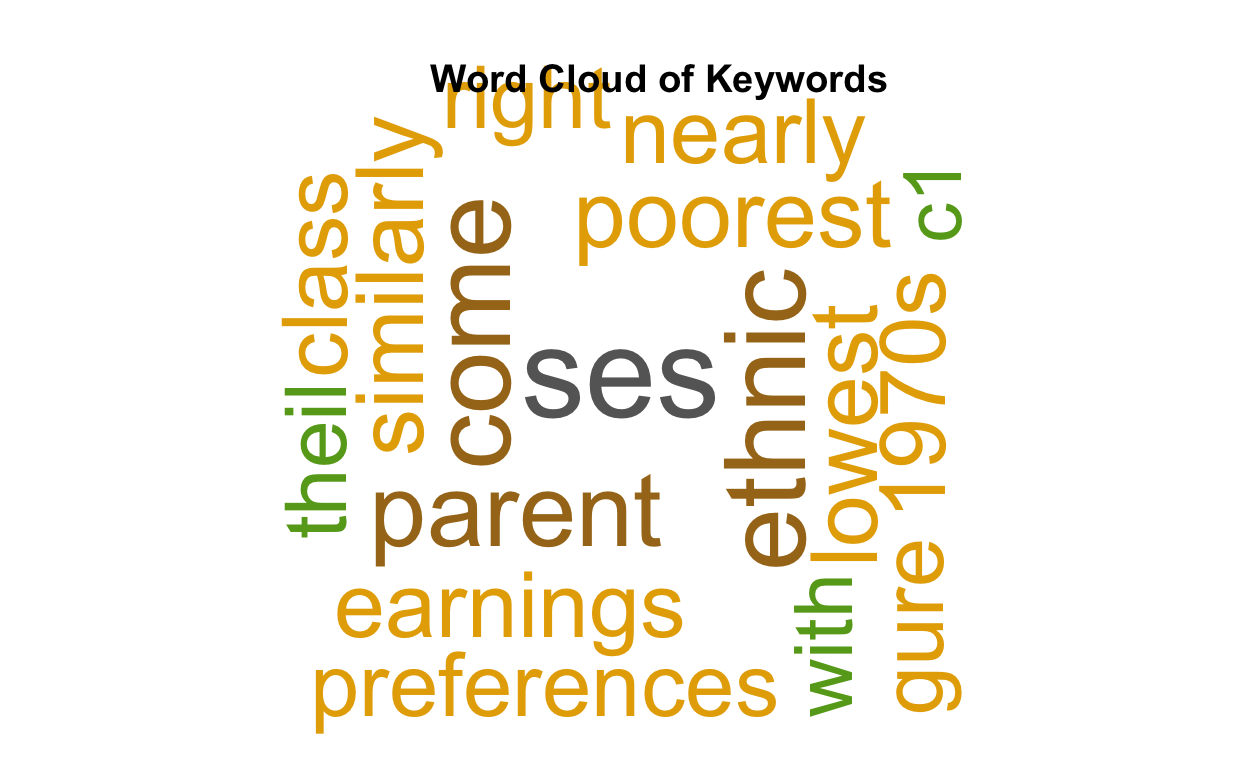 Word Cloud of Keywords
right
nearly
poorest
c1
class
similarly
come
ses
ethnic
lowest
1970s
theil
parent
earnings
preferences
with
gure